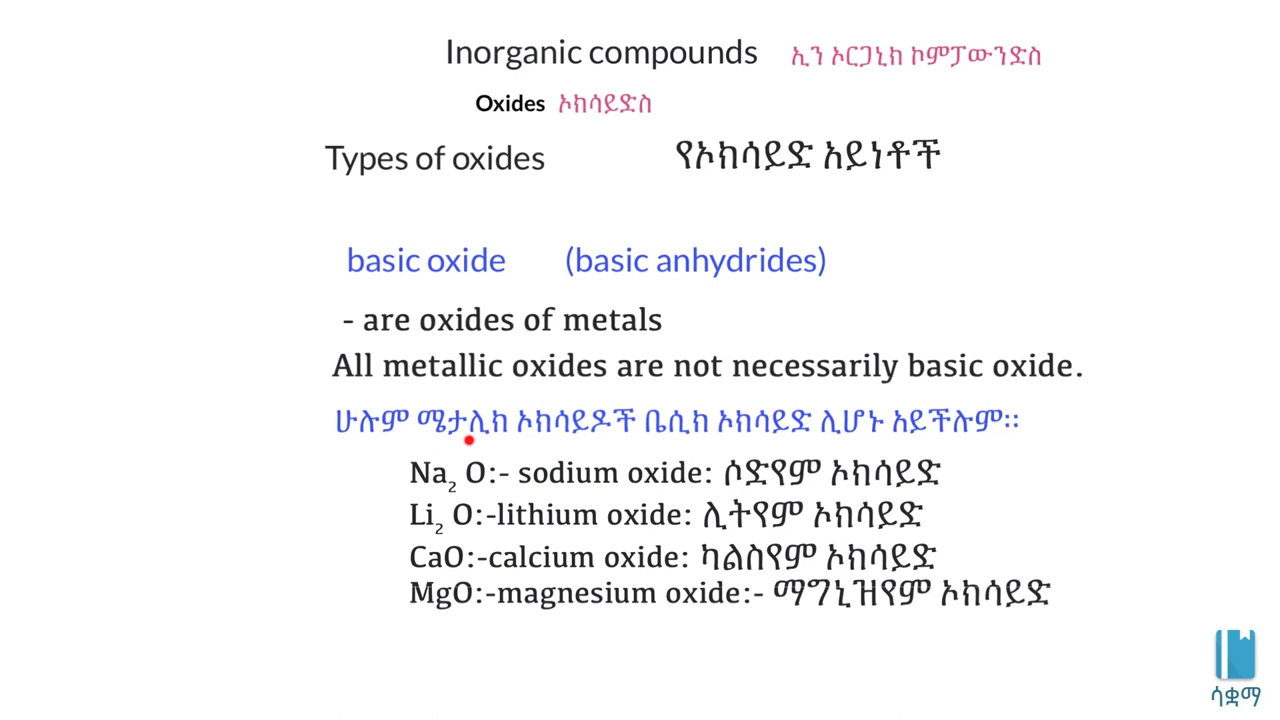 Inorganic compounds ኢን ኦርጋኒክ ኮምፓውንድስ
Oxides ኦክሳይድስ
Types of oxides የኦክሳይድ አይነቶች
basic oxide (basic anhydrides)
- are oxides of metals
All metallic oxides are not necessarily basic oxide.
ሁሉም ሜታሊክ ኦክሳይዶች ቤሲክ ኦክሳይድ ሊሆኑ አይችሉም።
Na₂ O:- sodium oxide: ሶድየም ኦክሳይድ
Li₂ O:-lithium oxide: ሊትየም ኦክሳይድ
CaO:-calcium oxide: ካልስየም ኦክሳይድ
MgO:-magnesium oxide:- ማግኒዝየም ኦክሳይድ
ሳቋማ